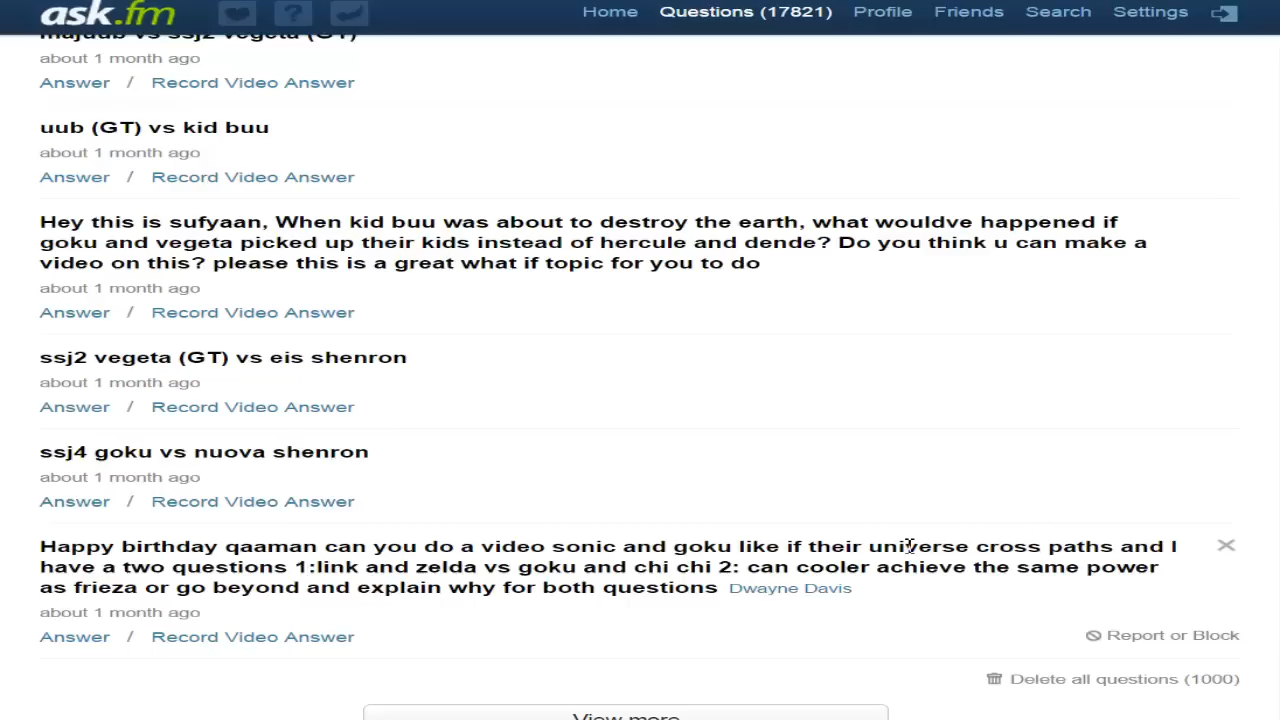 ask.fm Home Questions (17821) Profile Friends Search Settings
majuub vs ssj2 vegeta (GT)
about 1 month ago
Answer / Record Video Answer
uub (GT) vs kid buu
about 1 month ago
Answer / Record Video Answer
Hey this is sufyaan, When kid buu was about to destroy the earth, what wouldve happened if
goku and vegeta picked up their kids instead of hercule and dende? Do you think u can make a
video on this? please this is a great what if topic for you to do
about 1 month ago
Answer / Record Video Answer
ssj2 vegeta (GT) vs eis shenron
about 1 month ago
Answer / Record Video Answer
ssj4 goku vs nuova shenron
about 1 month ago
Answer / Record Video Answer
Happy birthday qaaman can you do a video sonic and goku like if their universe cross paths and I
have a two questions 1:link and zelda vs goku and chi chi 2: can cooler achieve the same power
as frieza or go beyond and explain why for both questions Dwayne Davis
about 1 month ago
Answer / Record Video Answer Report or Block
Delete all questions (1000)
View more